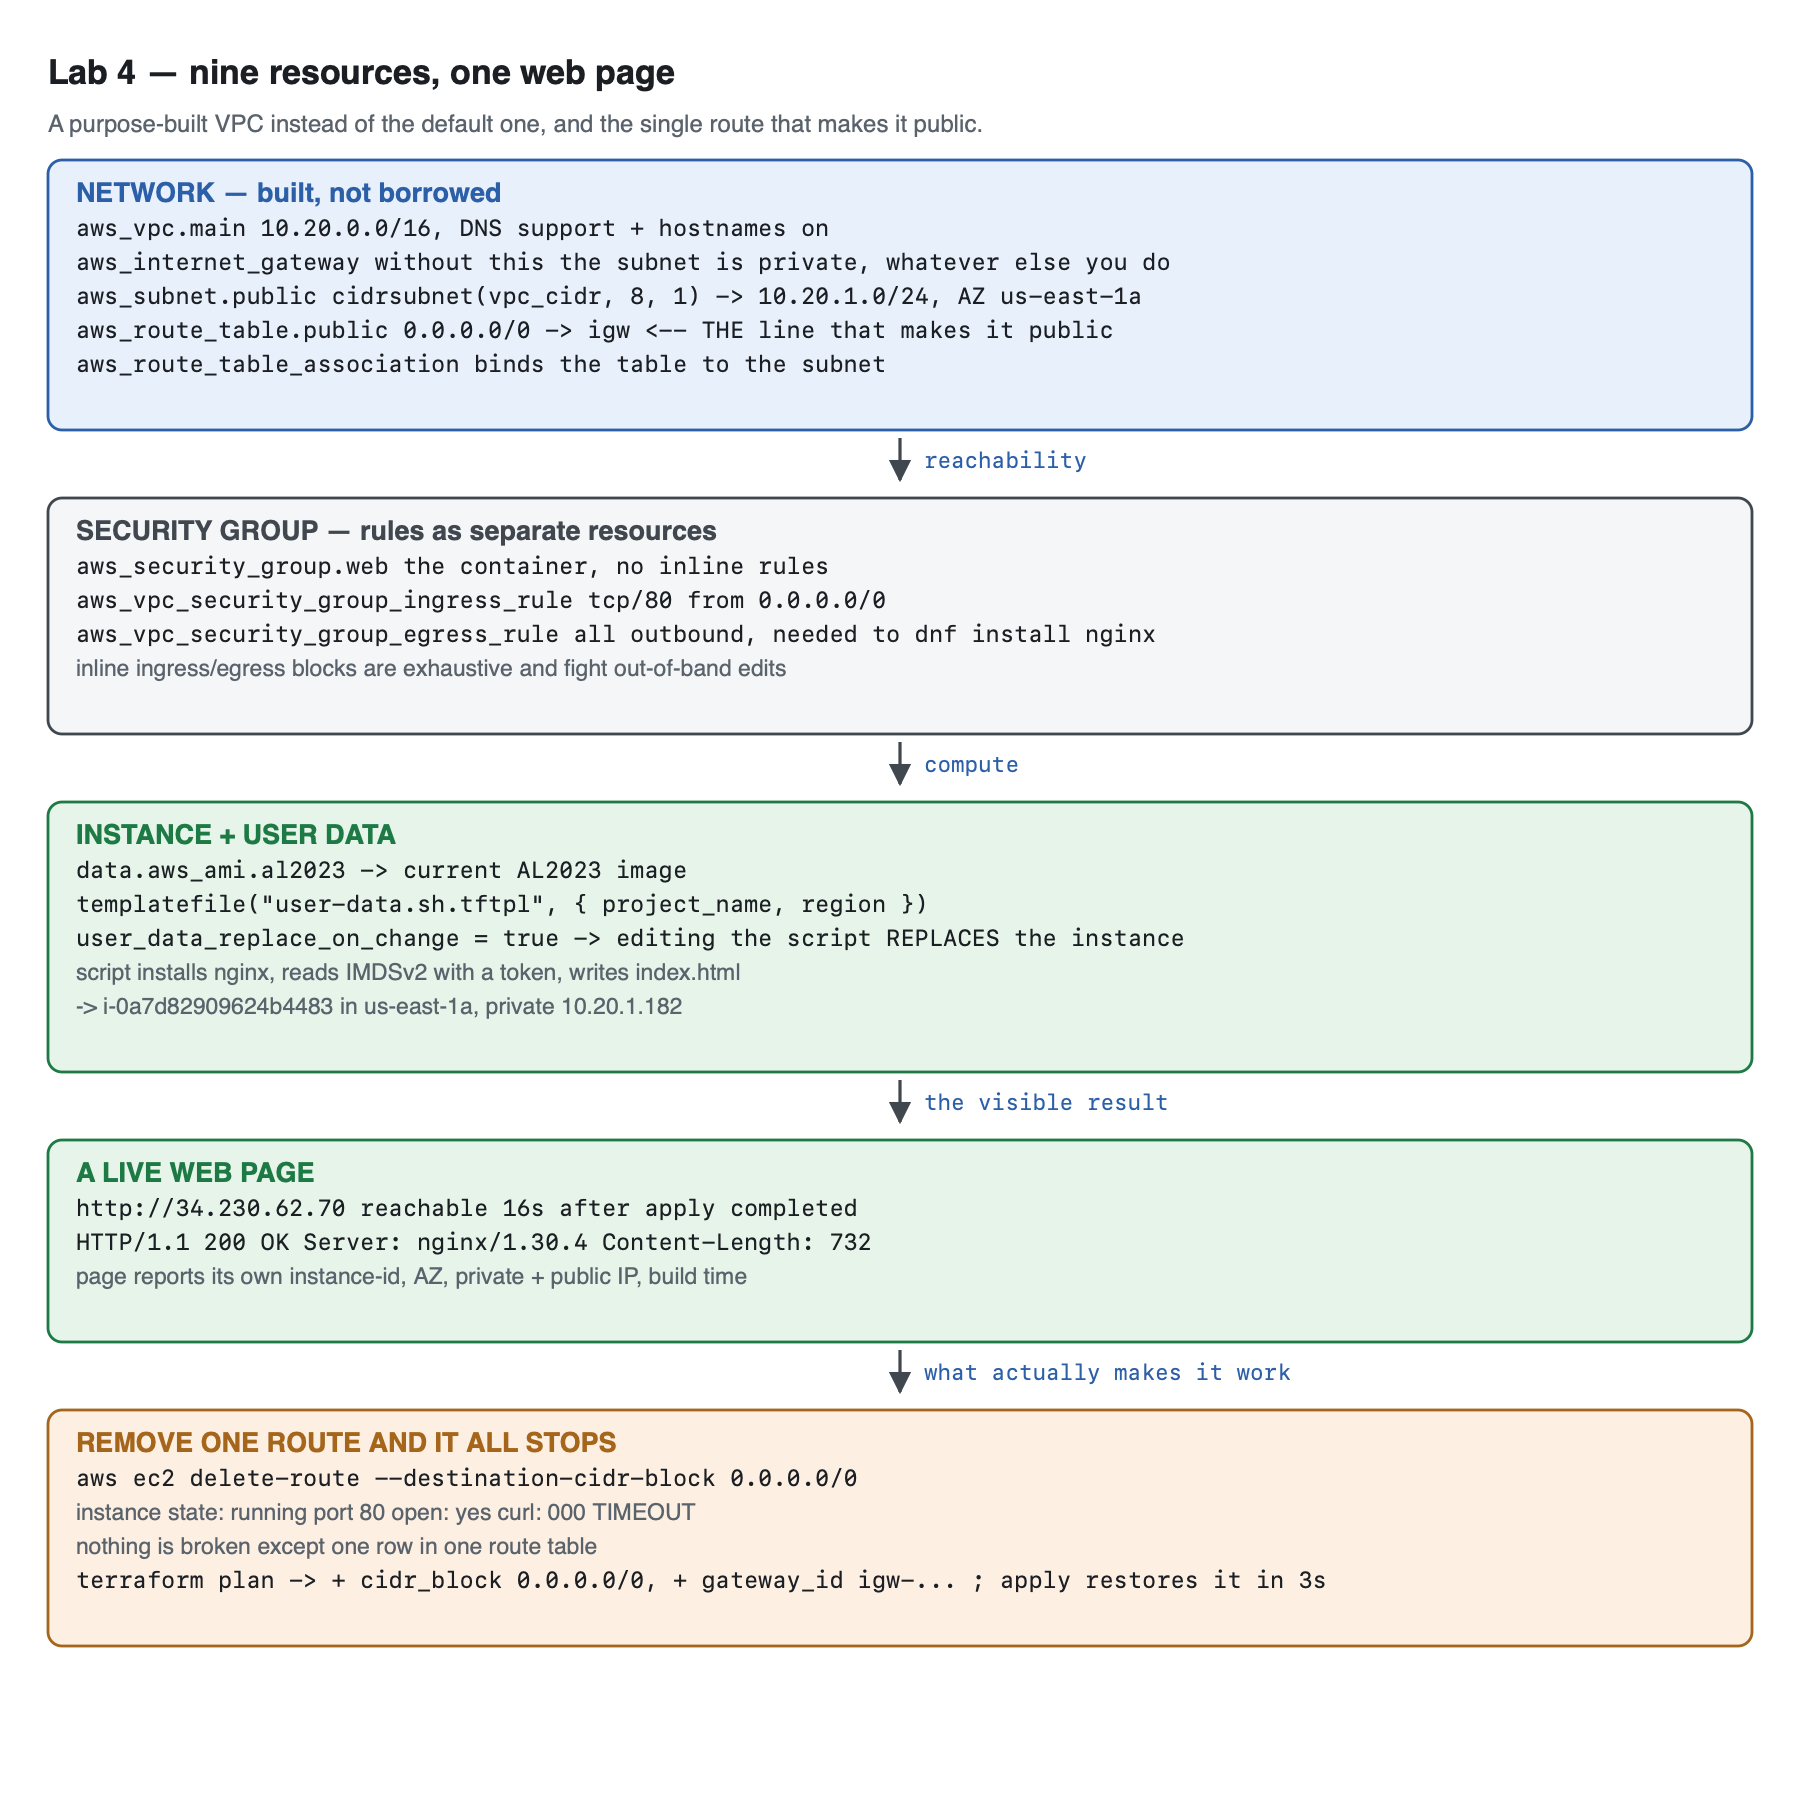 Lab 4 — nine resources, one web page
A purpose-built VPC instead of the default one, and the single route that makes it public.
NETWORK — built, not borrowed
aws_vpc.main 10.20.0.0/16, DNS support + hostnames on
aws_internet_gateway without this the subnet is private, whatever else you do
aws_subnet.public cidrsubnet(vpc_cidr, 8, 1) -> 10.20.1.0/24, AZ us-east-1a
aws_route_table.public 0.0.0.0/0 -> igw <-- THE line that makes it public
aws_route_table_association binds the table to the subnet
reachability
SECURITY GROUP — rules as separate resources
aws_security_group.web the container, no inline rules
aws_vpc_security_group_ingress_rule tcp/80 from 0.0.0.0/0
aws_vpc_security_group_egress_rule all outbound, needed to dnf install nginx
inline ingress/egress blocks are exhaustive and fight out-of-band edits
compute
INSTANCE + USER DATA
data.aws_ami.al2023 -> current AL2023 image
templatefile("user-data.sh.tftpl", { project_name, region })
user_data_replace_on_change = true -> editing the script REPLACES the instance
script installs nginx, reads IMDSv2 with a token, writes index.html
-> i-0a7d82909624b4483 in us-east-1a, private 10.20.1.182
the visible result
A LIVE WEB PAGE
http://34.230.62.70 reachable 16s after apply completed
HTTP/1.1 200 OK Server: nginx/1.30.4 Content-Length: 732
page reports its own instance-id, AZ, private + public IP, build time
what actually makes it work
REMOVE ONE ROUTE AND IT ALL STOPS
aws ec2 delete-route --destination-cidr-block 0.0.0.0/0
instance state: running port 80 open: yes curl: 000 TIMEOUT
nothing is broken except one row in one route table
terraform plan -> + cidr_block 0.0.0.0/0, + gateway_id igw-... ; apply restores it in 3s